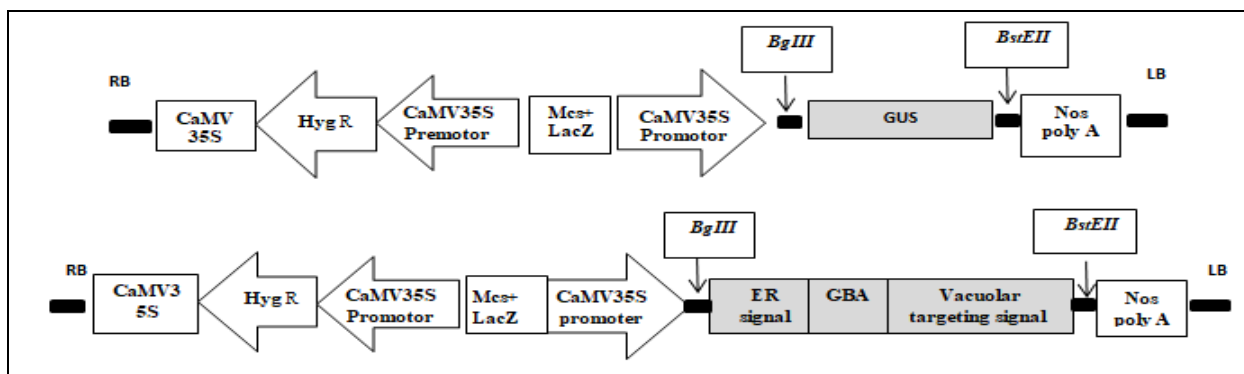 BglII
BstEII
RB
LB
CaMV
35S
Hyg R
CaMV35S
Premotor
Mcs+
LacZ
CaMV35S
Promotor
GUS
Nos
poly A
BglII
BstEII
RB
LB
CaMV3
5S
Hyg R
CaMV35S
Promotor
Mcs+
LacZ
CaMV35S
promoter
ER
signal
GBA
Vacuolar
targeting signal
Nos
poly A